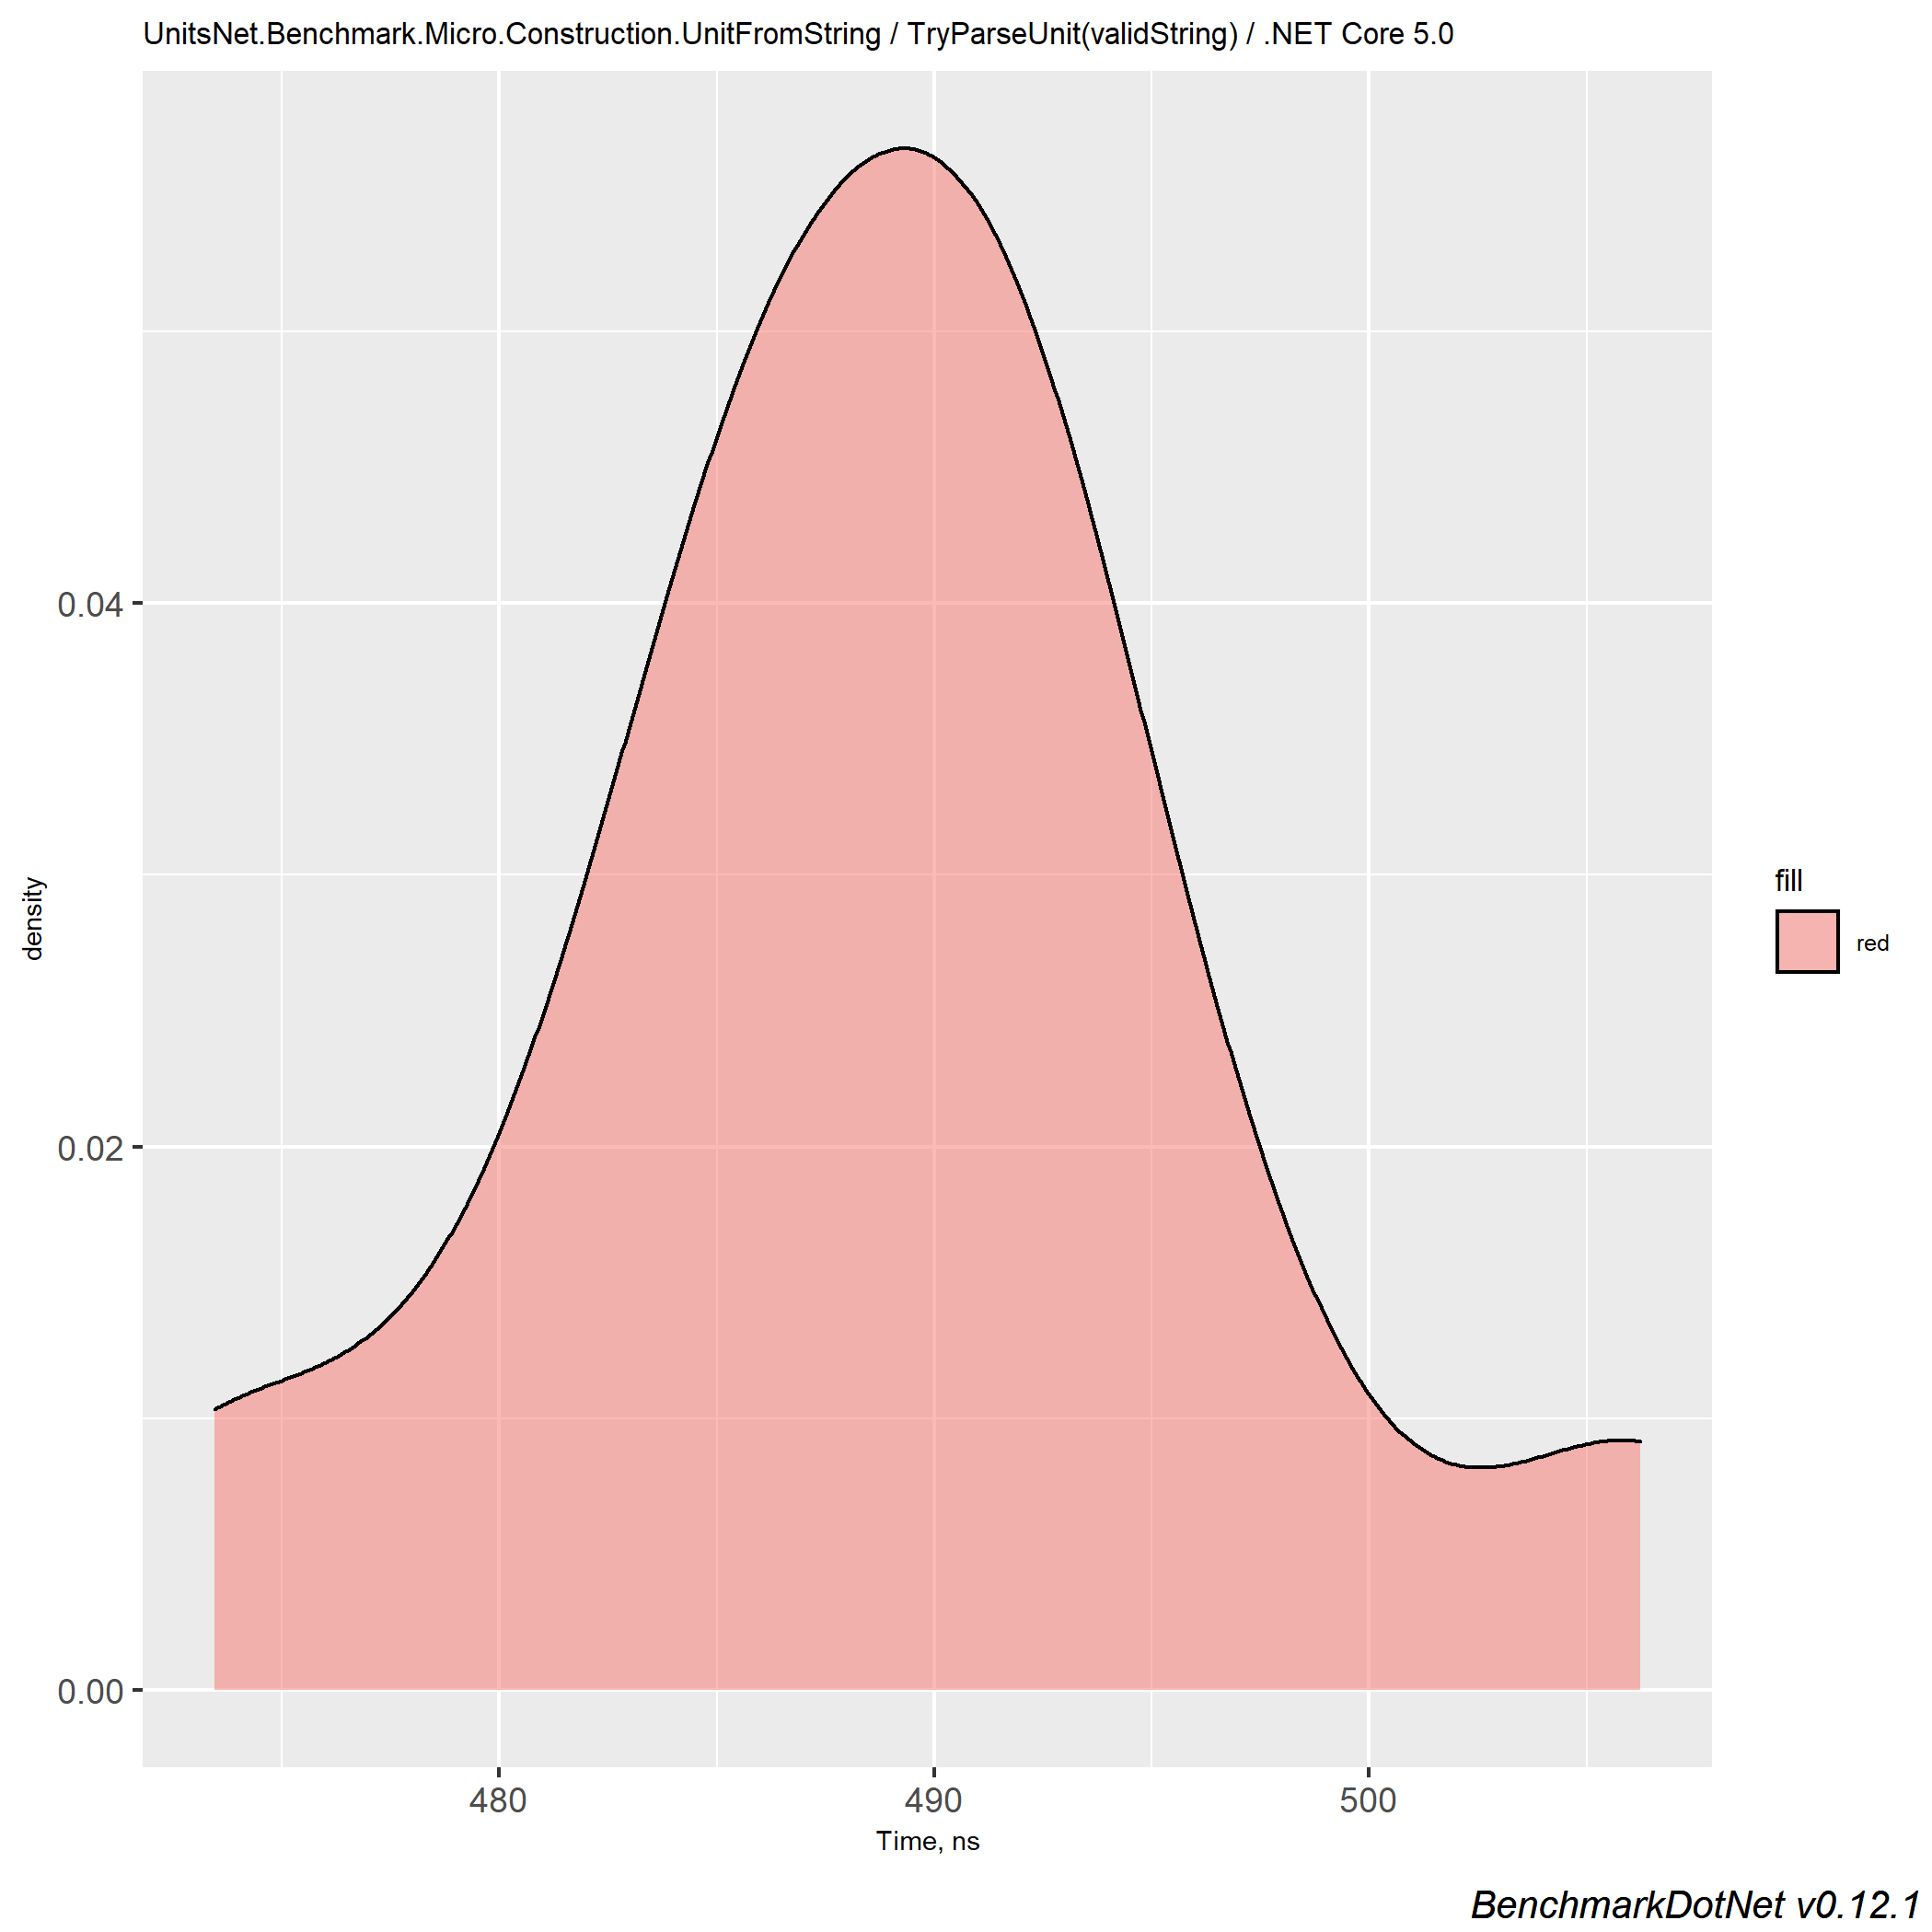 UnitsNet.Benchmark.Micro.Construction.UnitFromString / TryParseUnit(validString) / .NET Core 5.0
density
0.04
0.02
0.00
480
490
500
Time, ns
fill
red
BenchmarkDotNet v0.12.1